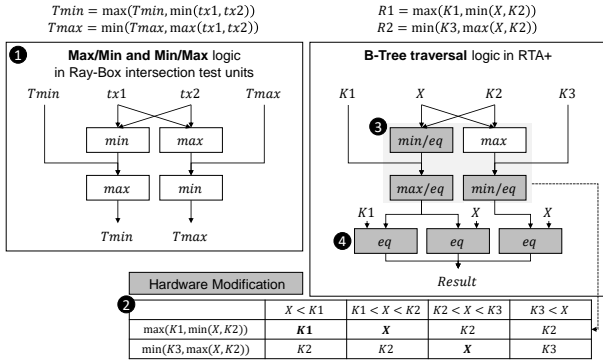 Tmin = max(Tmin, min(tx1, tx2))
Tmax = min(Tmax, max(tx1, tx2))
R1 = max(K1, min(X, K2))
R2 = min(K3, max(X, K2))
1 Max/Min and Min/Max logic
in Ray-Box intersection test units
Tmin tx1 tx2 Tmax
min max
max min
Tmin Tmax
B-Tree traversal logic in RTA+
K1 X K2 K3
3 min/eq max
max/eq min/eq
K1 X X
4 eq eq eq
Result
Hardware Modification
2 X < K1 K1 < X < K2 K2 < X < K3 K3 < X
max(K1, min(X, K2)) K1 X K2 K2
min(K3, max(X, K2)) K2 K2 X K3